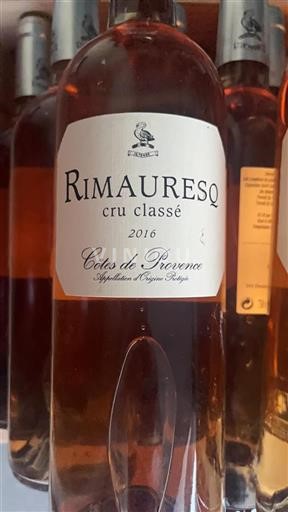 RIMAURESQ
cru classé
2016
Côtes de Provence
Appellation d'Origine Protégée